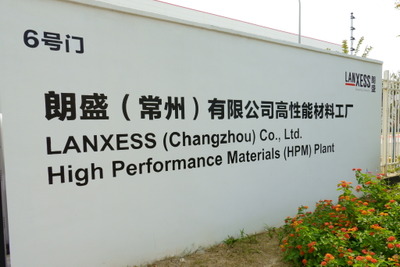 6号门
LANXESS 朗盛
朗盛（常州）有限公司高性能材料工厂
LANXESS (Changzhou) Co., Ltd.
High Performance Materials (HPM) Plant